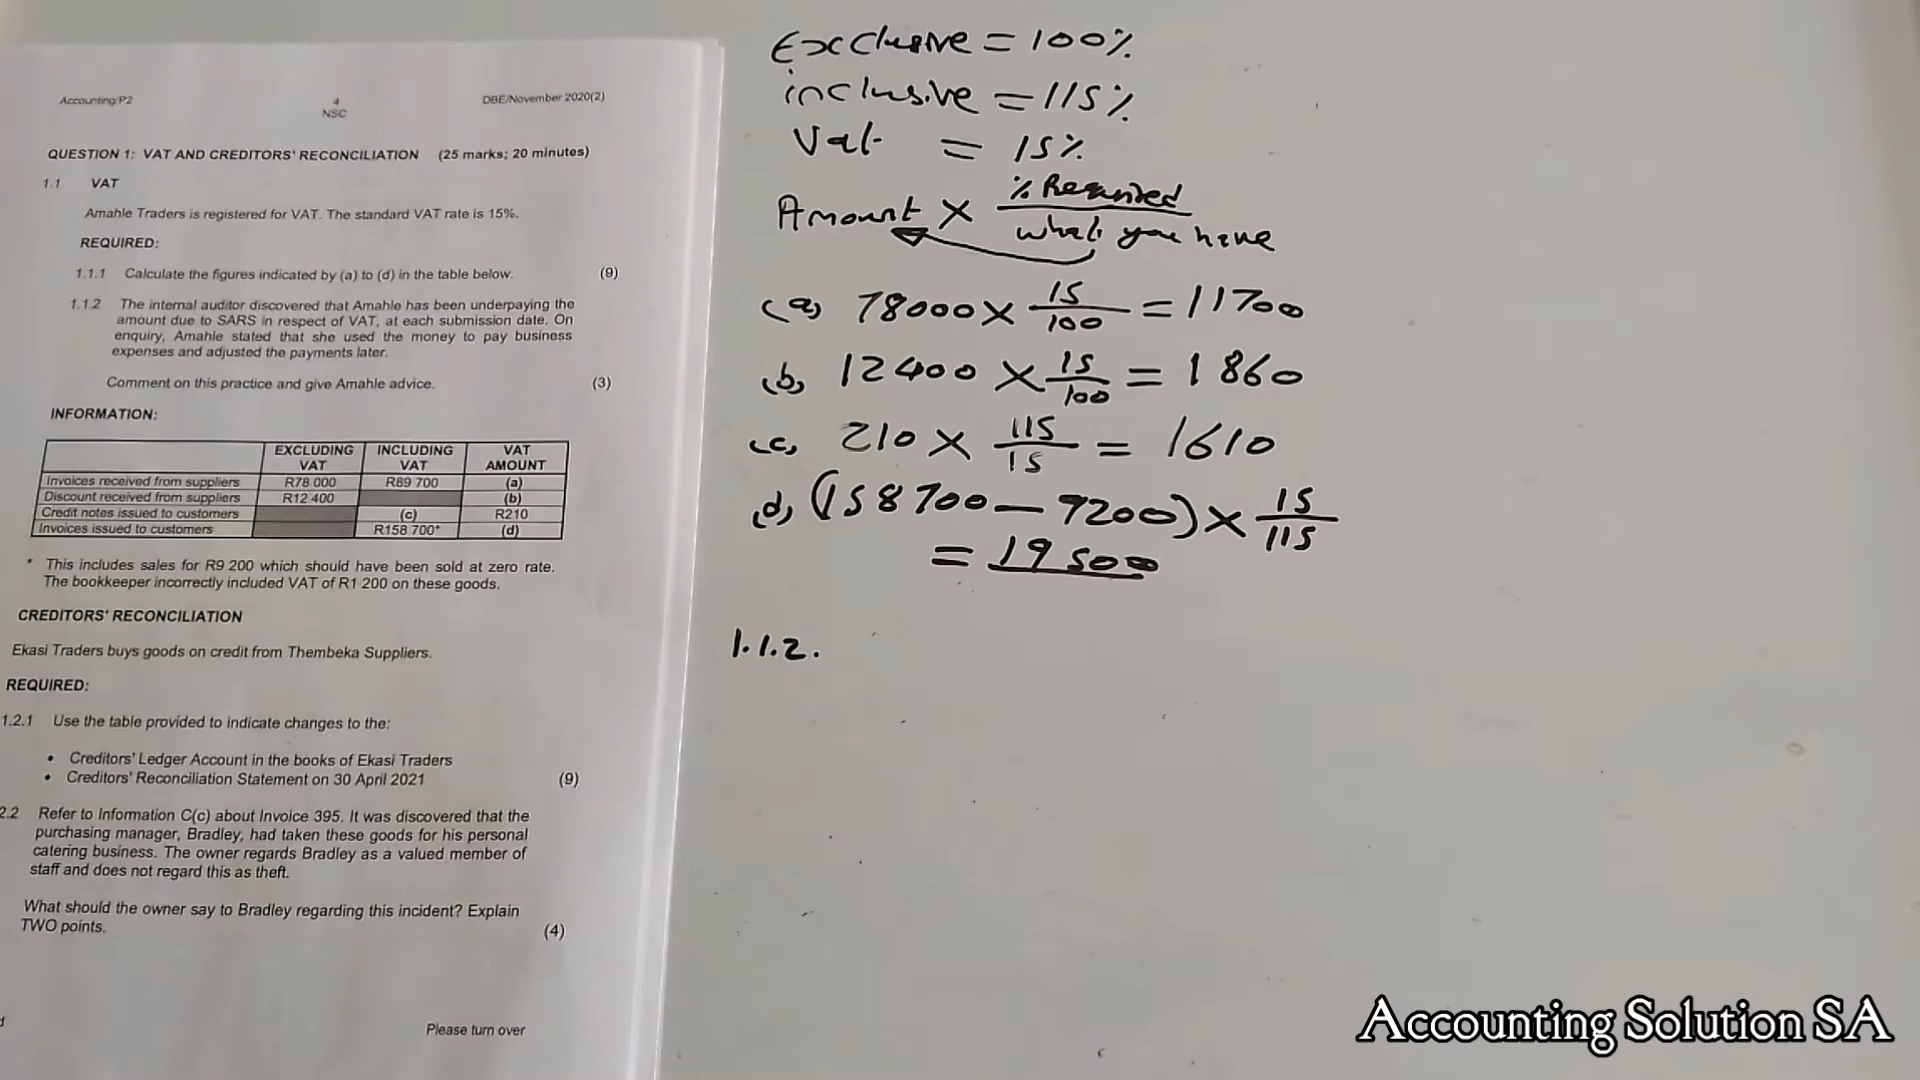 Accounting/P2
4
NSC
DBE/November 2020(2)
QUESTION 1: VAT AND CREDITORS' RECONCILIATION (25 marks; 20 minutes)
1.1 VAT
Amahle Traders is registered for VAT. The standard VAT rate is 15%.
REQUIRED:
1.1.1 Calculate the figures indicated by (a) to (d) in the table below. (9)
1.1.2 The internal auditor discovered that Amahle has been underpaying the
amount due to SARS in respect of VAT, at each submission date. On
enquiry, Amahle stated that she used the money to pay business
expenses and adjusted the payments later.
Comment on this practice and give Amahle advice. (3)
INFORMATION:
EXCLUDING VAT INCLUDING VAT VAT AMOUNT
Invoices received from suppliers R78 000 R89 700 (a)
Discount received from suppliers R12 400 (b)
Credit notes issued to customers (c) R210
Invoices issued to customers R158 700* (d)
* This includes sales for R9 200 which should have been sold at zero rate.
The bookkeeper incorrectly included VAT of R1 200 on these goods.
CREDITORS' RECONCILIATION
Ekasi Traders buys goods on credit from Thembeka Suppliers.
REQUIRED:
1.2.1 Use the table provided to indicate changes to the:
• Creditors' Ledger Account in the books of Ekasi Traders
• Creditors' Reconciliation Statement on 30 April 2021 (9)
2.2 Refer to Information C(c) about Invoice 395. It was discovered that the
purchasing manager, Bradley, had taken these goods for his personal
catering business. The owner regards Bradley as a valued member of
staff and does not regard this as theft.
What should the owner say to Bradley regarding this incident? Explain
TWO points. (4)
Please turn over
Exclusive = 100%
inclusive = 115%
Vat = 15%
Amount × % Required / what you have
(a) 78000 × 15/100 = 11700
(b) 12400 × 15/100 = 1860
(c) 210 × 115/15 = 1610
(d) (158700 - 9200) × 15/115
= 19500
1.1.2.
Accounting Solution SA